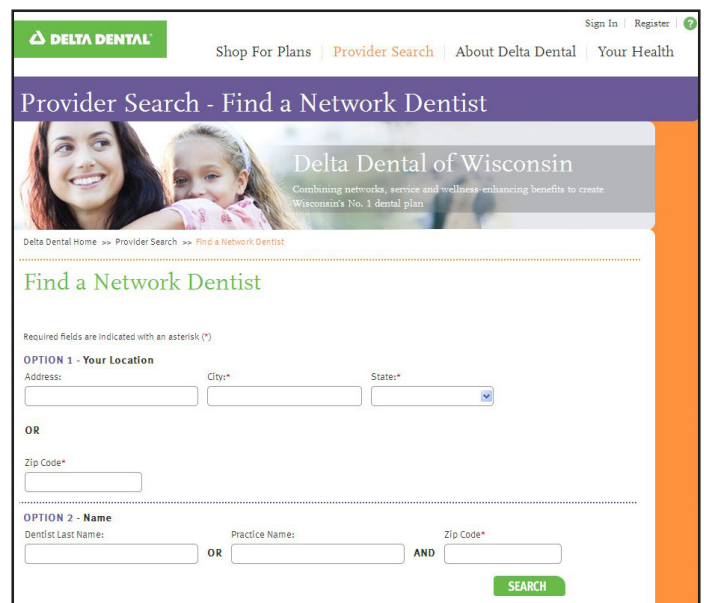 Sign In | Register | ?
DELTA DENTAL®
Shop For Plans | Provider Search | About Delta Dental | Your Health
Provider Search - Find a Network Dentist
Delta Dental of Wisconsin
Combining networks, service and wellness-enhancing benefits to create
Wisconsin's No. 1 dental plan
Delta Dental Home >> Provider Search >> Find a Network Dentist
Find a Network Dentist
Required fields are indicated with an asterisk (*)
OPTION 1 - Your Location
Address: City:* State:*
OR
Zip Code*
OPTION 2 - Name
Dentist Last Name: Practice Name: Zip Code*
OR AND
SEARCH